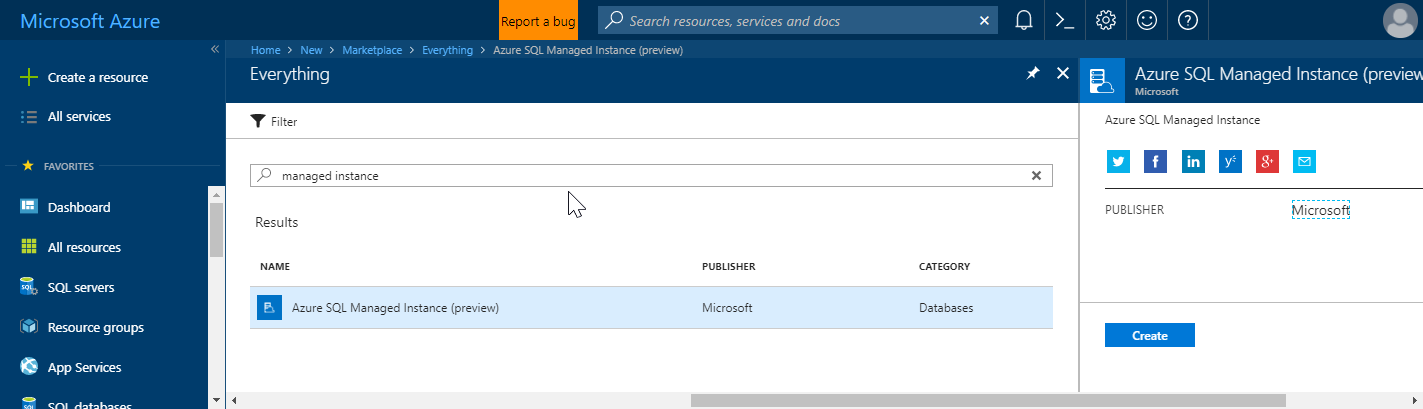 Microsoft Azure
Report a bug
Search resources, services and docs
Home > New > Marketplace > Everything > Azure SQL Managed Instance (preview)
Create a resource
All services
FAVORITES
Dashboard
All resources
SQL servers
Resource groups
App Services
SQL databases
Everything
Filter
managed instance
Results
NAME PUBLISHER CATEGORY
Azure SQL Managed Instance (preview) Microsoft Databases
Azure SQL Managed Instance (preview
Microsoft
Azure SQL Managed Instance
PUBLISHER Microsoft
Create